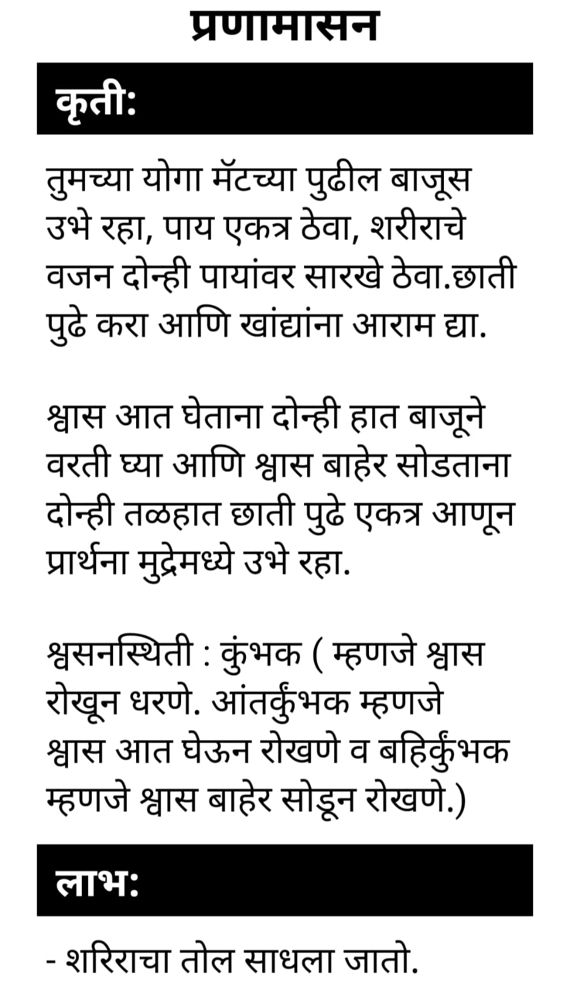 प्रणामासन
कृती:
तुमच्या योगा मॅटच्या पुढील बाजूस
उभे रहा, पाय एकत्र ठेवा, शरीराचे
वजन दोन्ही पायांवर सारखे ठेवा.छाती
पुढे करा आणि खांद्यांना आराम द्या.
श्वास आत घेताना दोन्ही हात बाजूने
वरती घ्या आणि श्वास बाहेर सोडताना
दोन्ही तळहात छाती पुढे एकत्र आणून
प्रार्थना मुद्रेमध्ये उभे रहा.
श्वसनस्थिती : कुंभक ( म्हणजे श्वास
रोखून धरणे. आंतर्कुंभक म्हणजे
श्वास आत घेऊन रोखणे व बहिर्कुंभक
म्हणजे श्वास बाहेर सोडून रोखणे.)
लाभ:
- शरिराचा तोल साधला जातो.